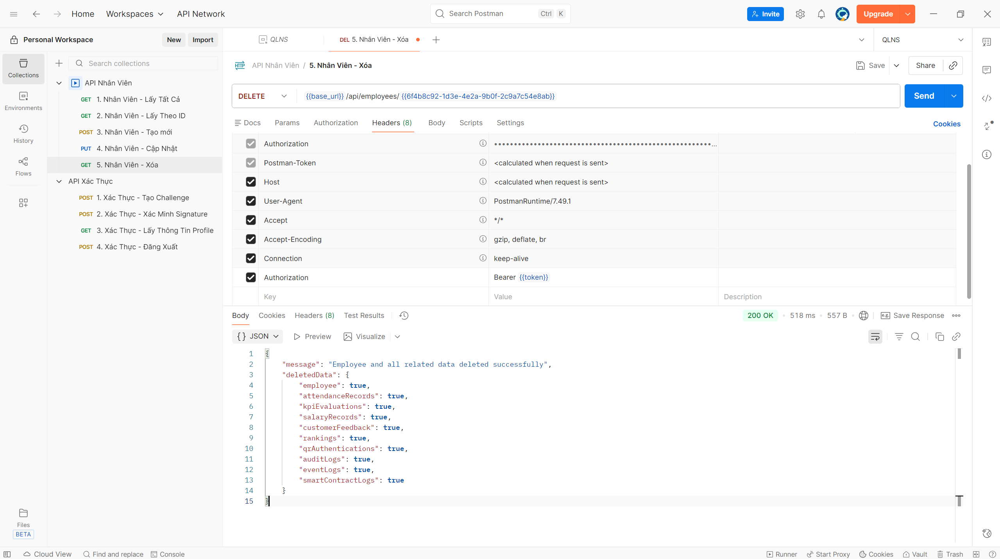 Home Workspaces API Network
Search Postman Ctrl K
Invite Upgrade
Personal Workspace New Import
QLNS DEL 5. Nhân Viên - Xóa QLNS
Collections
Environments
History
Flows
Files
BETA
Search collections
API Nhân Viên
GET 1. Nhân Viên - Lấy Tất Cả
GET 2. Nhân Viên - Lấy Theo ID
POST 3. Nhân Viên - Tạo mới
PUT 4. Nhân Viên - Cập Nhật
GET 5. Nhân Viên - Xóa
API Xác Thực
POST 1. Xác Thực - Tạo Challenge
POST 2. Xác Thực - Xác Minh Signature
GET 3. Xác Thực - Lấy Thông Tin Profile
POST 4. Xác Thực - Đăng Xuất
HTTP API Nhân Viên / 5. Nhân Viên - Xóa Save Share
DELETE {{base_url}}/api/employees/{{6f4b8c92-1d3e-4e2a-9b0f-2c9a7c54e8ab}} Send
Docs Params Authorization Headers (8) Body Scripts Settings Cookies
Authorization ••••••••••••••••••••••••••••••••••••••••••••••••••••••••...
Postman-Token <calculated when request is sent>
Host <calculated when request is sent>
User-Agent PostmanRuntime/7.49.1
Accept */*
Accept-Encoding gzip, deflate, br
Connection keep-alive
Authorization Bearer {{token}}
Key Value Description
Body Cookies Headers (8) Test Results 200 OK • 518 ms • 557 B e.g. Save Response
{} JSON Preview Visualize
1 {
2 "message": "Employee and all related data deleted successfully",
3 "deletedData": {
4 "employee": true,
5 "attendanceRecords": true,
6 "kpiEvaluations": true,
7 "salaryRecords": true,
8 "customerFeedback": true,
9 "rankings": true,
10 "qrAuthentications": true,
11 "auditLogs": true,
12 "eventLogs": true,
13 "smartContractLogs": true
14 }
15 }
Cloud View Find and replace Console Runner Start Proxy Cookies Vault Trash